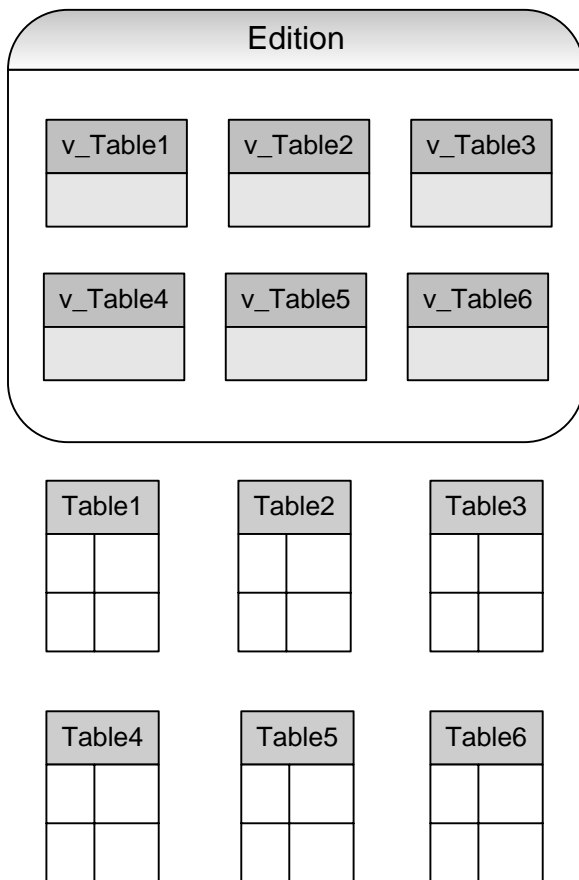 Edition
v_Table1 v_Table2 v_Table3
v_Table4 v_Table5 v_Table6
Table1 Table2 Table3
Table4 Table5 Table6